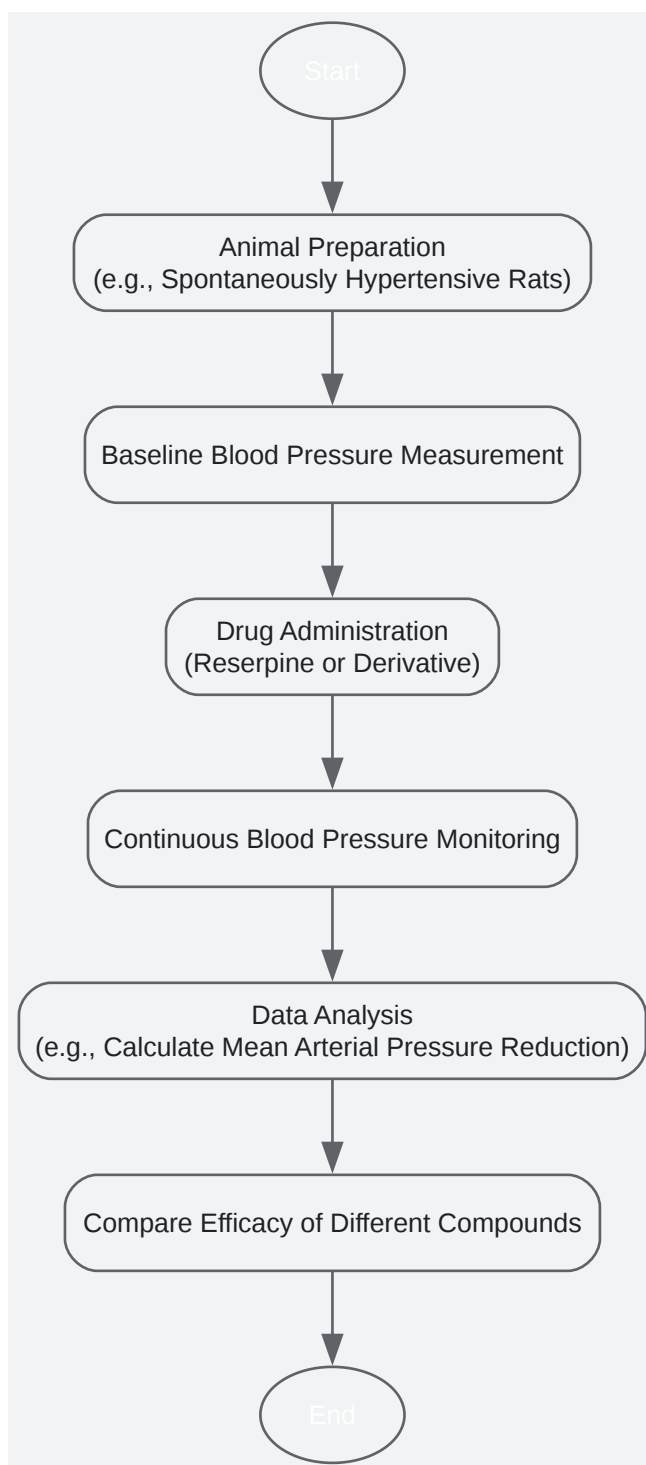 Start
Animal Preparation
(e.g., Spontaneously Hypertensive Rats)
Baseline Blood Pressure Measurement
Drug Administration
(Reserpine or Derivative)
Continuous Blood Pressure Monitoring
Data Analysis
(e.g., Calculate Mean Arterial Pressure Reduction)
Compare Efficacy of Different Compounds
End